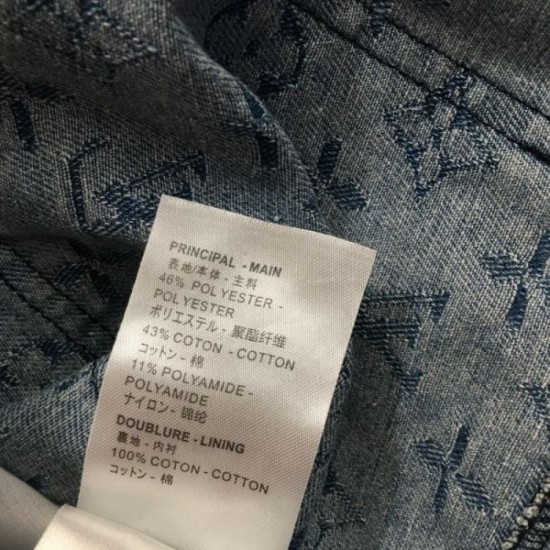 PRINCIPAL - MAIN
表地/本体 - 主料
46% POLYESTER -
POLYESTER
ポリエステル - 聚酯纤维
43% COTON - COTTON
コットン - 棉
11% POLYAMIDE -
POLYAMIDE
ナイロン - 锦纶
DOUBLURE - LINING
裏地 - 内衬
100% COTON - COTTON
コットン - 棉